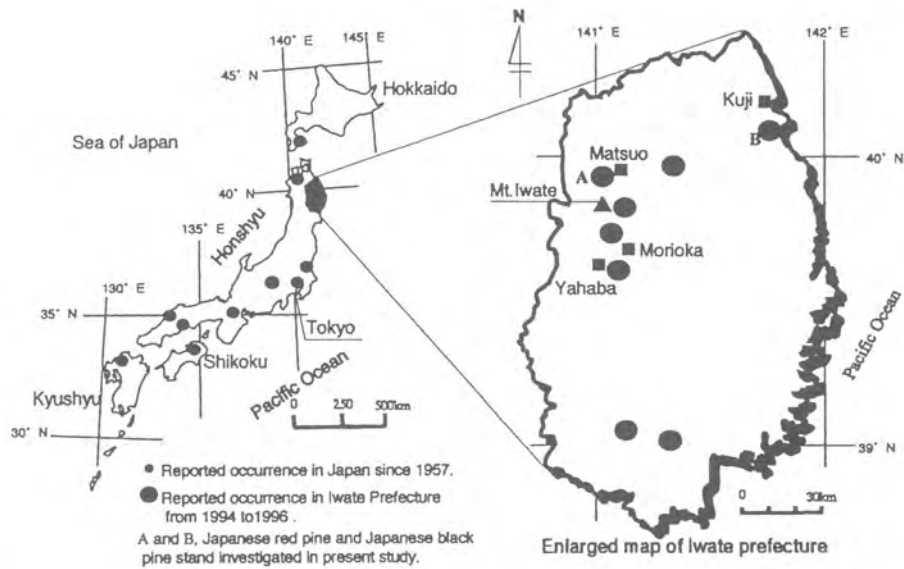 140° E
145° E
45° N
Hokkaido
Sea of Japan
40° N
Honshyu
135° E
130° E
35° N
Tokyo
Shikoku
Pacific Ocean
Kyushyu
0 2.50 500km
30° N
Reported occurrence in Japan since 1957.
Reported occurrence in Iwate Prefecture
from 1994 to1996 .
A and B, Japanese red pine and Japanese black
pine stand investigated in present study.
N
141° E
142° E
Kuji
B
Matsuo
A
40° N
Mt. Iwate
Morioka
Yahaba
Pacific Ocean
39° N
0 30km
Enlarged map of Iwate prefecture